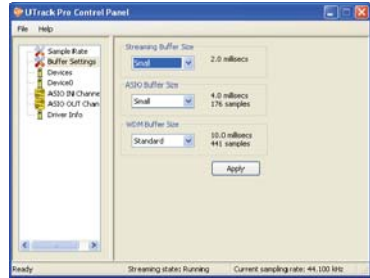 UTrack Pro Control Panel
File Help
Sample Rate
Buffer Settings
Devices
Device0
ASIO IN Channe
ASIO OUT Chan
Driver Info
Streaming Buffer Size
Small
2.0 millisecs
ASIO Buffer Size
Small
4.0 millisecs
176 samples
WDM Buffer Size
Standard
10.0 millisecs
441 samples
Apply
Ready
Streaming state: Running
Current sampling rate: 44.100 kHz